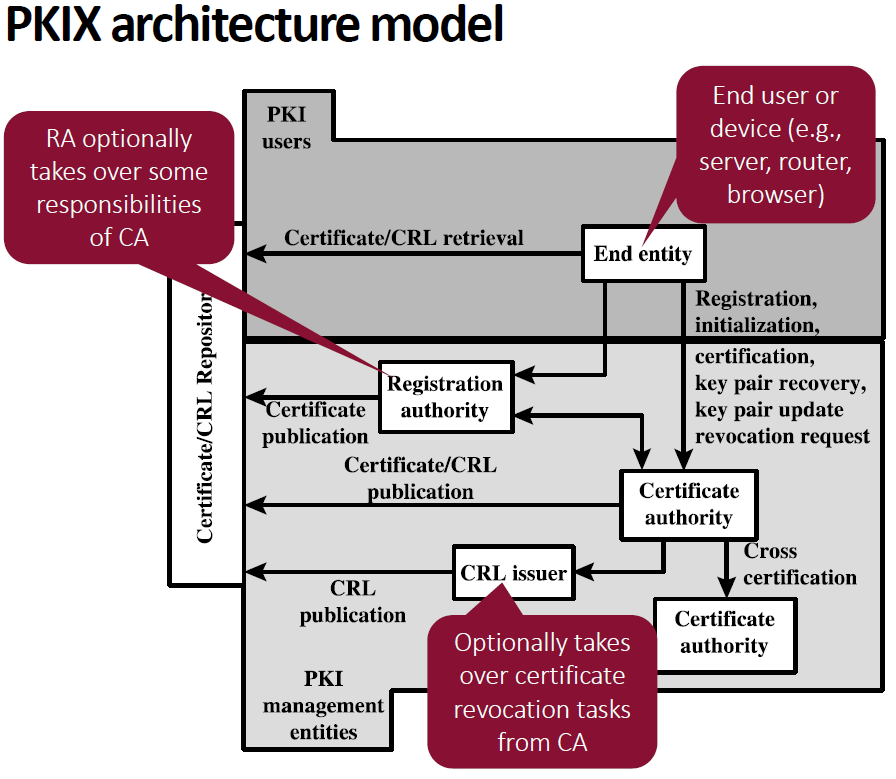 PKIX architecture model
PKI
users
RA optionally
takes over some
responsibilities
of CA
End user or
device (e.g.,
server, router,
browser)
Certificate/CRL retrieval
End entity
Registration,
initialization,
certification,
key pair recovery,
key pair update
revocation request
Certificate/CRL Repository
Registration
authority
Certificate
publication
Certificate/CRL
publication
Certificate
authority
CRL issuer
CRL
publication
Cross
certification
Certificate
authority
Optionally takes
over certificate
revocation tasks
from CA
PKI
management
entities